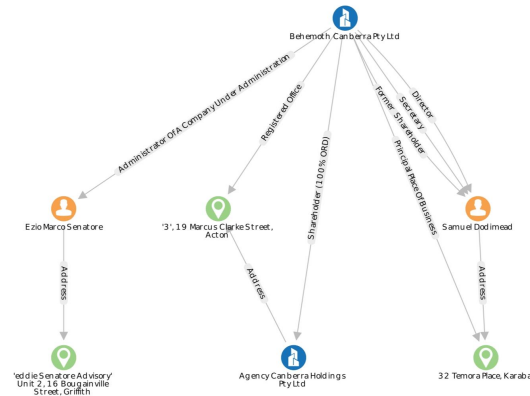 Behemoth Canberra Pty Ltd
Administrator Of A Company Under Administration
Registered Office
Shareholder (100% ORD)
Former Shareholder
Secretary
Director
Principal Place Of Business
Ezio Marco Senatore
'3', 19 Marcus Clarke Street,
Acton
Samuel Dodimead
Address
Address
Address
'eddie Senatore Advisory'
Unit 2, 16 Bougainville
Street, Griffith
Agency Canberra Holdings
Pty Ltd
32 Temora Place, Karaba